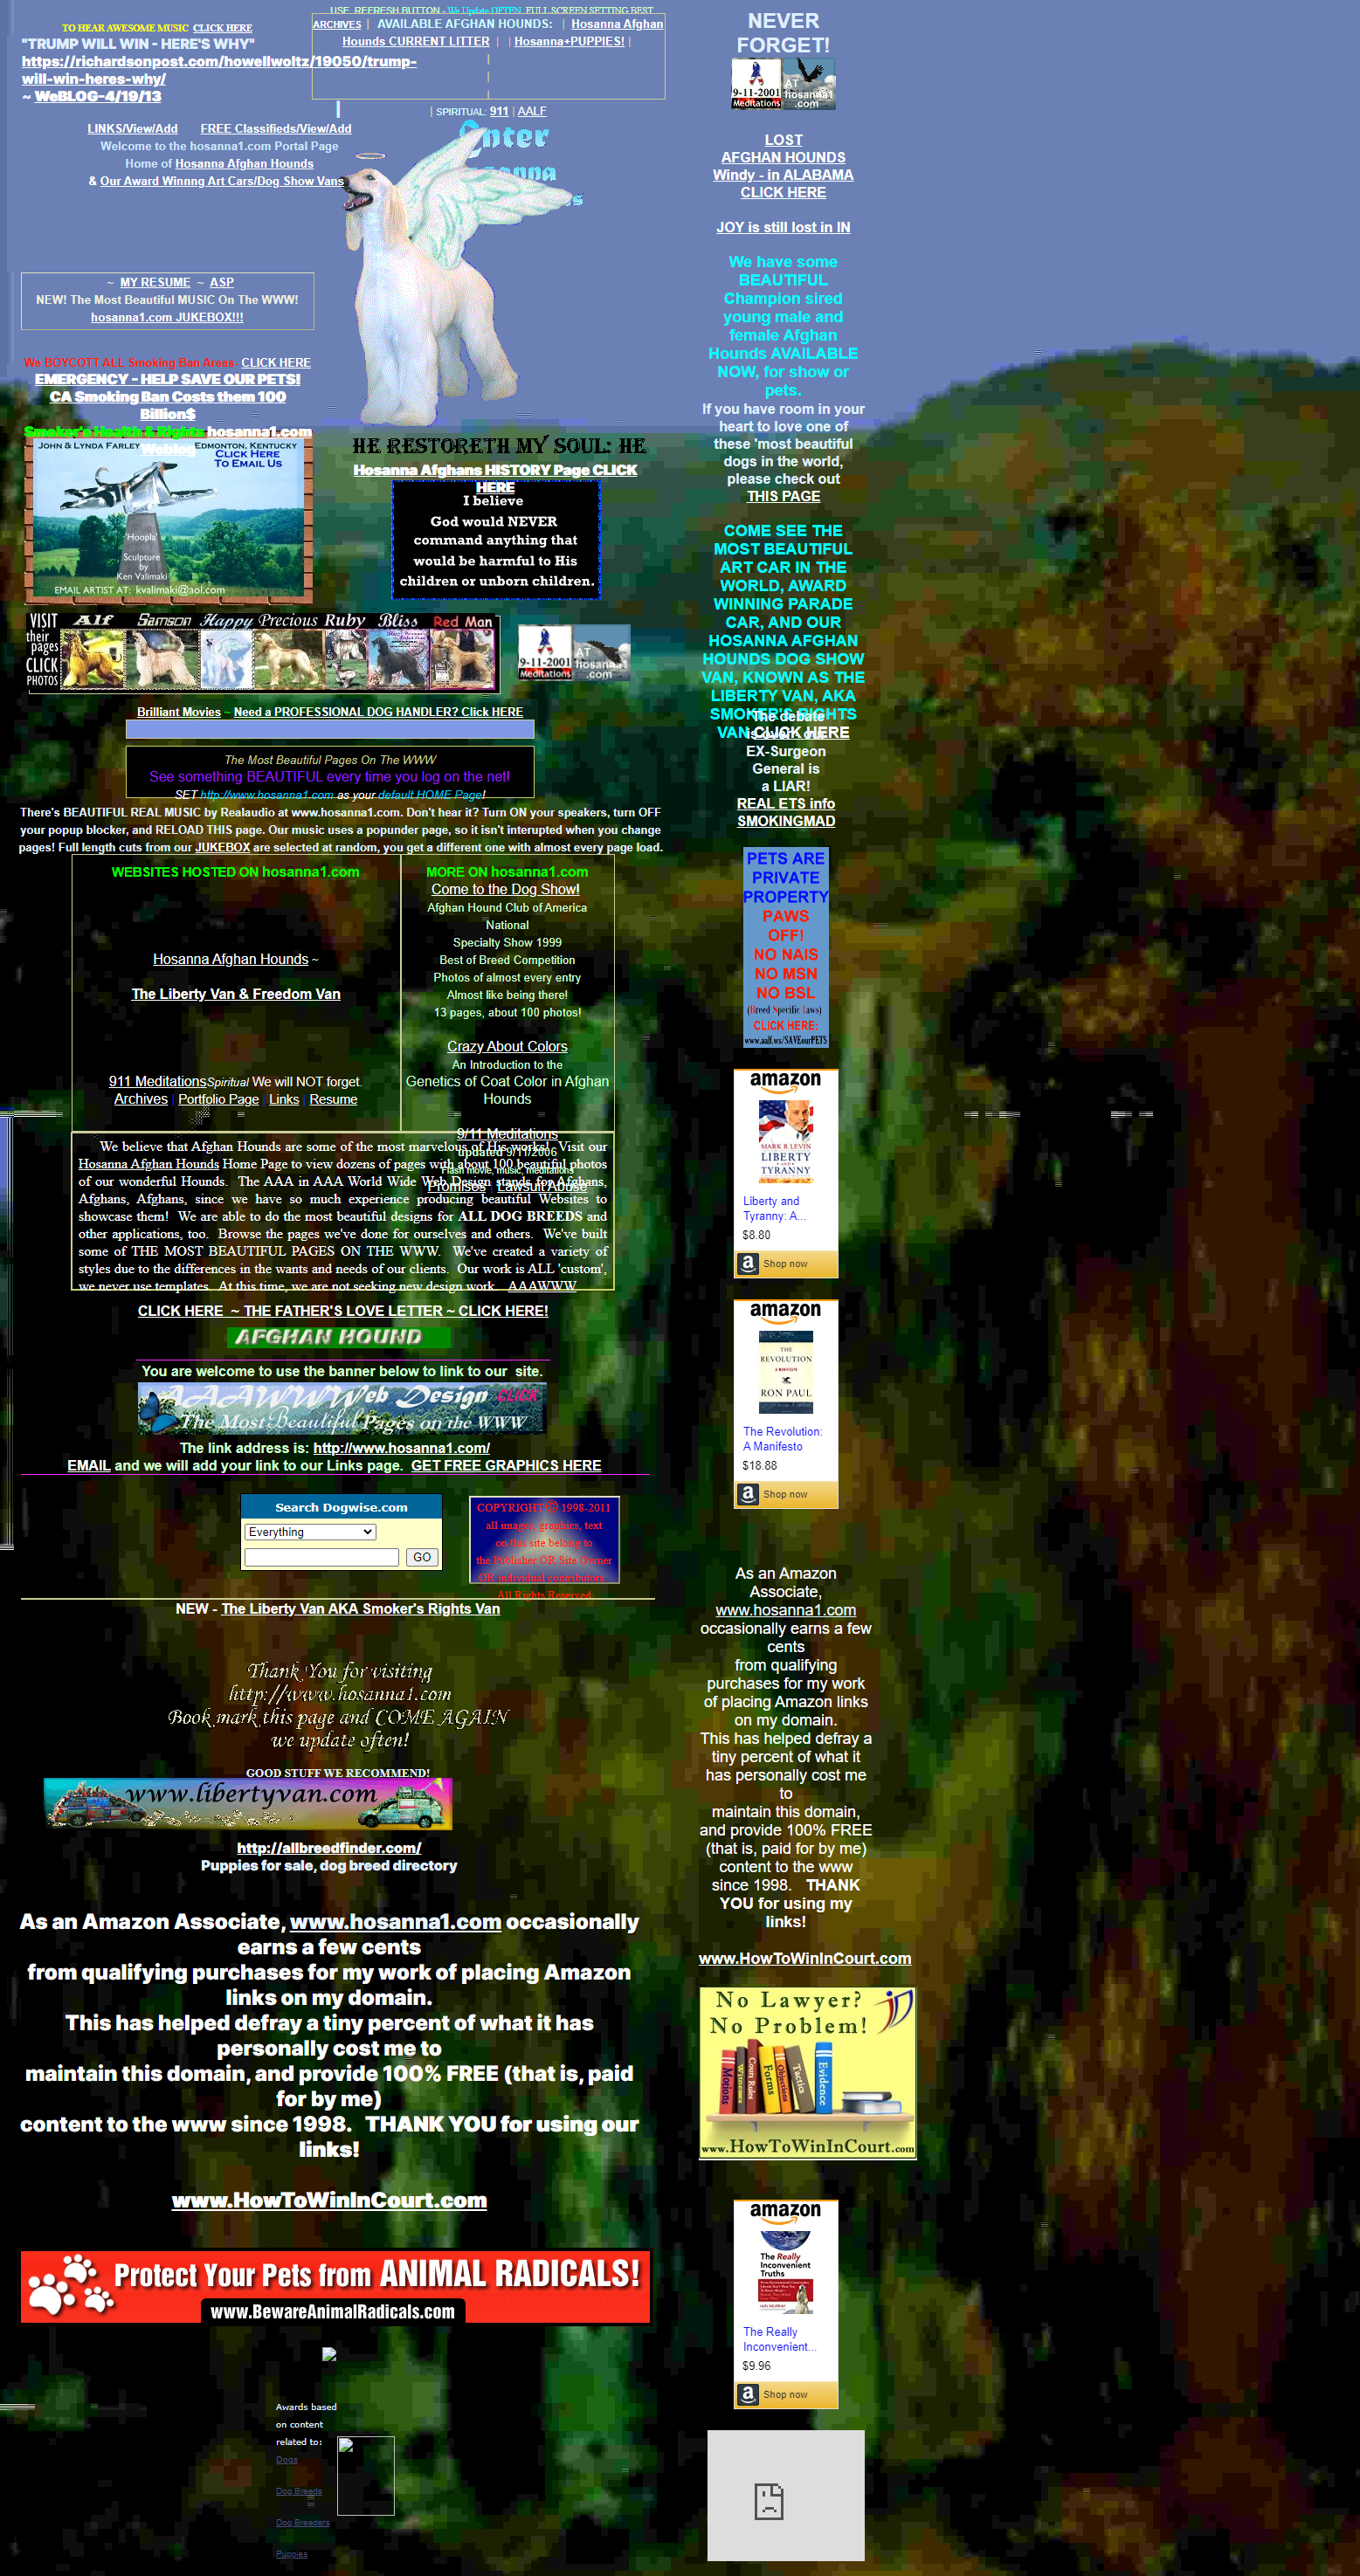 USE REFRESH BUTTON - We Update OFTEN. FULL SCREEN SETTING BEST
TO HEAR AWESOME MUSIC CLICK HERE
"TRUMP WILL WIN - HERE'S WHY"
https://richardsonpost.com/howellwoltz/19050/trump-
will-win-heres-why/
~ WeBLOG-4/19/13
ARCHIVES | AVAILABLE AFGHAN HOUNDS: | Hosanna Afghan
Hounds CURRENT LITTER | | Hosanna+PUPPIES! |
|
|
|
| SPIRITUAL: 911 | AALF
LINKS/View/Add FREE Classifieds/View/Add
Welcome to the hosanna1.com Portal Page
Home of Hosanna Afghan Hounds
& Our Award Winnng Art Cars/Dog Show Vans
Enter
~ MY RESUME ~ ASP
NEW! The Most Beautiful MUSIC On The WWW!
hosanna1.com JUKEBOX!!!
We BOYCOTT ALL Smoking Ban Areas- CLICK HERE
EMERGENCY - HELP SAVE OUR PETS!
CA Smoking Ban Costs them 100
Billion$
Smoker's Health & Rights hosanna1.com
Weblog
JOHN & LYNDA FARLEY EDMONTON, KENTUCKY
CLICK HERE
TO EMAIL US
'Hoopla'
Sculpture
by
Ken Valimaki
EMAIL ARTIST AT: kvalimaki@aol.com
HE RESTORETH MY SOUL: HE
Hosanna Afghans HISTORY Page CLICK
HERE
I believe
God would NEVER
command anything that
would be harmful to His
children or unborn children.
VISIT their pages CLICK PHOTOS
Alf Samson Happy Precious Ruby Bliss Red Man
9-11-2001
Meditations
AT
hosanna1
.com
Brilliant Movies ~ Need a PROFESSIONAL DOG HANDLER? Click HERE
The Most Beautiful Pages On The WWW
See something BEAUTIFUL every time you log on the net!
SET http://www.hosanna1.com as your default HOME Page!
There's BEAUTIFUL REAL MUSIC by Realaudio at www.hosanna1.com. Don't hear it? Turn ON your speakers, turn OFF
your popup blocker, and RELOAD THIS page. Our music uses a popunder page, so it isn't interupted when you change
pages! Full length cuts from our JUKEBOX are selected at random, you get a different one with almost every page load.
WEBSITES HOSTED ON hosanna1.com
Hosanna Afghan Hounds ~
The Liberty Van & Freedom Van
911 Meditations Spiritual We will NOT forget.
Archives | Portfolio Page | Links | Resume
MORE ON hosanna1.com
Come to the Dog Show!
Afghan Hound Club of America
National
Specialty Show 1999
Best of Breed Competition
Photos of almost every entry
Almost like being there!
13 pages, about 100 photos!
Crazy About Colors
An Introduction to the
Genetics of Coat Color in Afghan
Hounds
9/11 Meditations
updated 9/11/2006
Flash movie, music, meditations
Promises | Lawsuit Abuse
We believe that Afghan Hounds are some of the most marvelous of His works! Visit our
Hosanna Afghan Hounds Home Page to view dozens of pages with about 100 beautiful photos
of our wonderful Hounds. The AAA in AAA World Wide Web Design stands for Afghans,
Afghans, Afghans, since we have so much experience producing beautiful Websites to
showcase them! We are able to do the most beautiful designs for ALL DOG BREEDS and
other applications, too. Browse the pages we've done for ourselves and others. We've built
some of THE MOST BEAUTIFUL PAGES ON THE WWW. We've created a variety of
styles due to the differences in the wants and needs of our clients. Our work is ALL 'custom',
we never use templates. At this time, we are not seeking new design work. AAAWWW
CLICK HERE ~ THE FATHER'S LOVE LETTER ~ CLICK HERE!
AFGHAN HOUND
You are welcome to use the banner below to link to our site.
AAAWWWeb Design CLICK
The Most Beautiful Pages on the WWW
The link address is: http://www.hosanna1.com/
EMAIL and we will add your link to our Links page. GET FREE GRAPHICS HERE
Search Dogwise.com
Everything
GO
COPYRIGHT © 1998-2011
all images, graphics, text
on this site belong to
the Publisher OR Site Owner
OR individual contributors.
All Rights Reserved
NEW - The Liberty Van AKA Smoker's Rights Van
Thank You for visiting
http://www.hosanna1.com
Book mark this page and COME AGAIN
we update often!
GOOD STUFF WE RECOMMEND!
www.libertyvan.com
http://allbreedfinder.com/
Puppies for sale, dog breed directory
As an Amazon Associate, www.hosanna1.com occasionally
earns a few cents
from qualifying purchases for my work of placing Amazon
links on my domain.
This has helped defray a tiny percent of what it has
personally cost me to
maintain this domain, and provide 100% FREE (that is, paid
for by me)
content to the www since 1998. THANK YOU for using our
links!
www.HowToWinInCourt.com
Protect Your Pets from ANIMAL RADICALS!
www.BewareAnimalRadicals.com
Awards based
on content
related to:
Dogs
Dog Breeds
Dog Breeders
Puppies
NEVER
FORGET!
9-11-2001
Meditations
AT
hosanna1
.com
LOST
AFGHAN HOUNDS
Windy - in ALABAMA
CLICK HERE
JOY is still lost in IN
We have some
BEAUTIFUL
Champion sired
young male and
female Afghan
Hounds AVAILABLE
NOW, for show or
pets.
If you have room in your
heart to love one of
these 'most beautiful
dogs in the world,
please check out
THIS PAGE
COME SEE THE
MOST BEAUTIFUL
ART CAR IN THE
WORLD, AWARD
WINNING PARADE
CAR, AND OUR
HOSANNA AFGHAN
HOUNDS DOG SHOW
VAN, KNOWN AS THE
LIBERTY VAN, AKA
SMOKER'S RIGHTS
VAN CLICK HERE
The debate
is over - our
EX-Surgeon
General is
a LIAR!
REAL ETS info
SMOKINGMAD
PETS ARE
PRIVATE
PROPERTY
PAWS
OFF!
NO NAIS
NO MSN
NO BSL
(Breed Specific Laws)
CLICK HERE:
www.aalf.ws/SAVEourPETS
amazon
MARK R LEVIN
LIBERTY
AND
TYRANNY
Liberty and
Tyranny: A...
$8.80
Shop now
amazon
THE
REVOLUTION
A MANIFESTO
RON PAUL
The Revolution:
A Manifesto
$18.88
Shop now
As an Amazon
Associate,
www.hosanna1.com
occasionally earns a few
cents
from qualifying
purchases for my work
of placing Amazon links
on my domain.
This has helped defray a
tiny percent of what it
has personally cost me
to
maintain this domain,
and provide 100% FREE
(that is, paid for by me)
content to the www
since 1998. THANK
YOU for using my
links!
www.HowToWinInCourt.com
No Lawyer?
No Problem!
Motions
Witnesses
Court Rules
Forms
Objections
Tactics
Evidence
www.HowToWinInCourt.com
amazon
The Really
Inconvenient
Truths
The Really
Inconvenient...
$9.96
Shop now